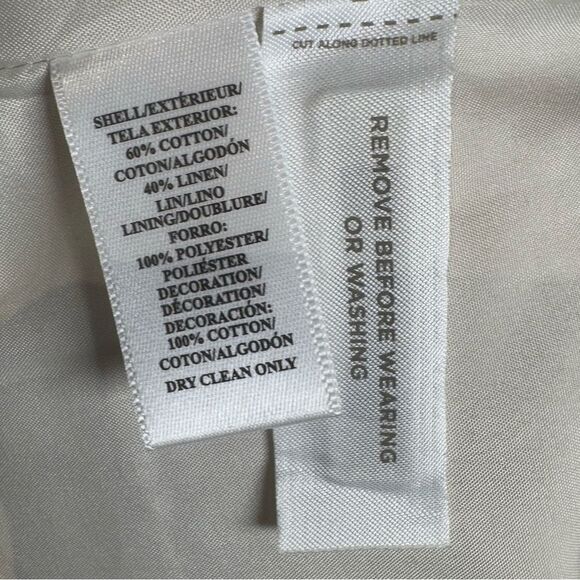 SHELL/EXTÉRIEUR/
TELA EXTERIOR:
60% COTTON/
COTON/ALGODÓN
40% LINEN/
LIN/LINO
LINING/DOUBLURE/
FORRO:
100% POLYESTER/
POLIÉSTER
DECORATION/
DÉCORATION/
DECORACIÓN:
100% COTTON/
COTON/ALGODÓN
DRY CLEAN ONLY
CUT ALONG DOTTED LINE
REMOVE BEFORE WEARING
OR WASHING